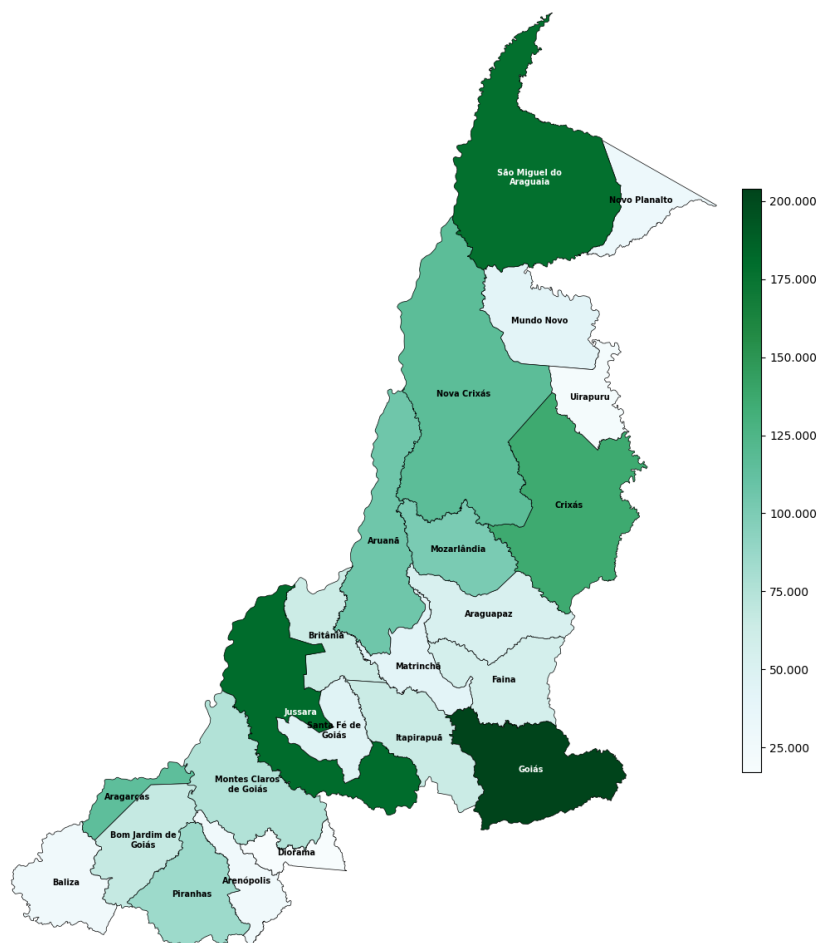 São Miguel do
Araguaia
Novo Planalto
200.000
175.000
Mundo Novo
150.000
Nova Crixás
Uirapuru
125.000
Crixás
Aruanã
Mozarlândia
100.000
75.000
Araguapaz
Britânia
Matrinchã
Faina
50.000
Jussara
Santa Fé de
Goiás
Itapirapuã
25.000
Goiás
Montes Claros
de Goiás
Aragarças
Bom Jardim de
Goiás
Diorama
Baliza
Arenópolis
Piranhas